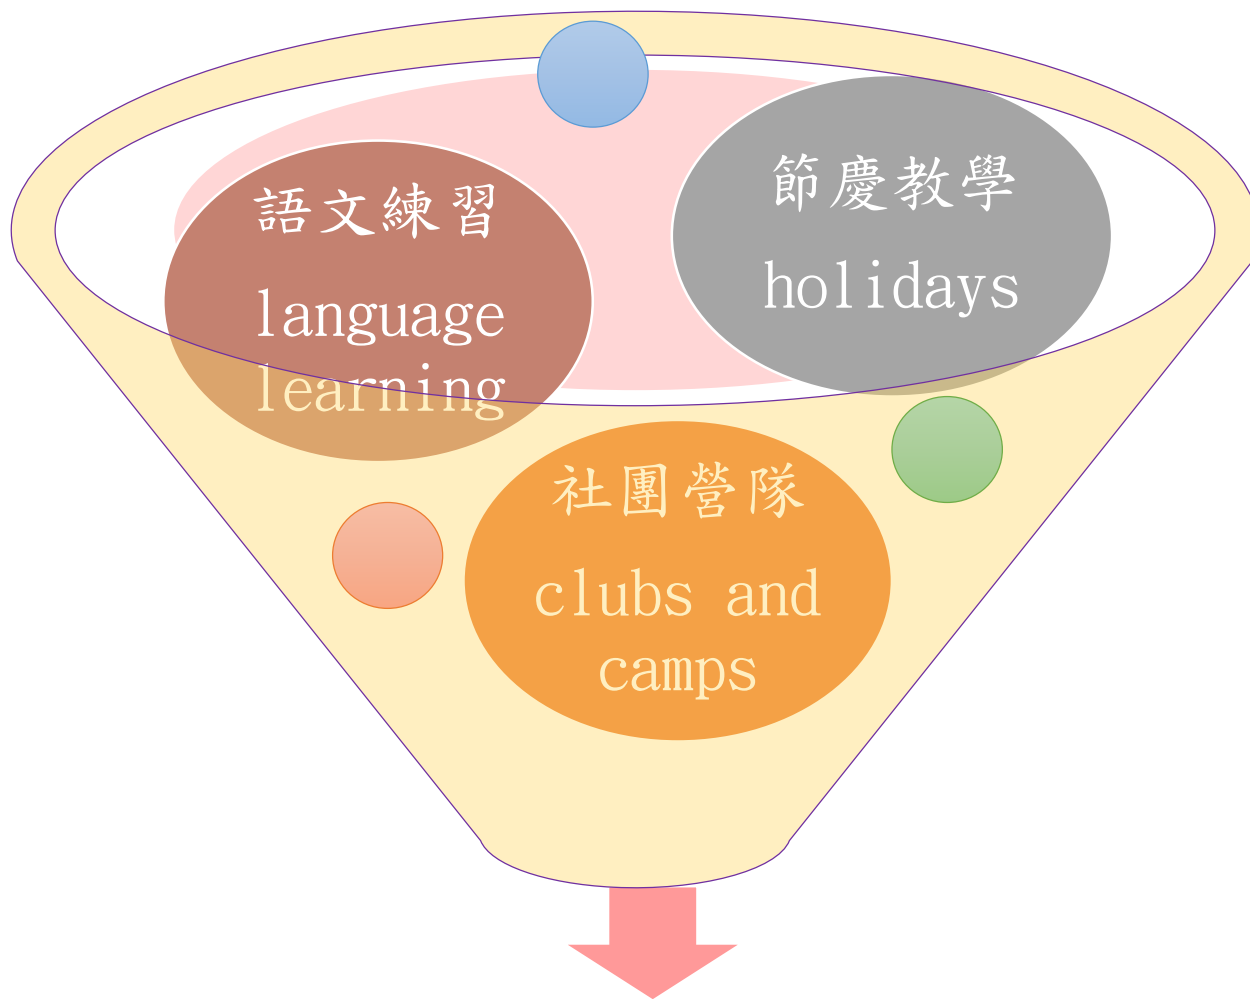 語文練習
language
learning
節慶教學
holidays
社團營隊
clubs and
camps